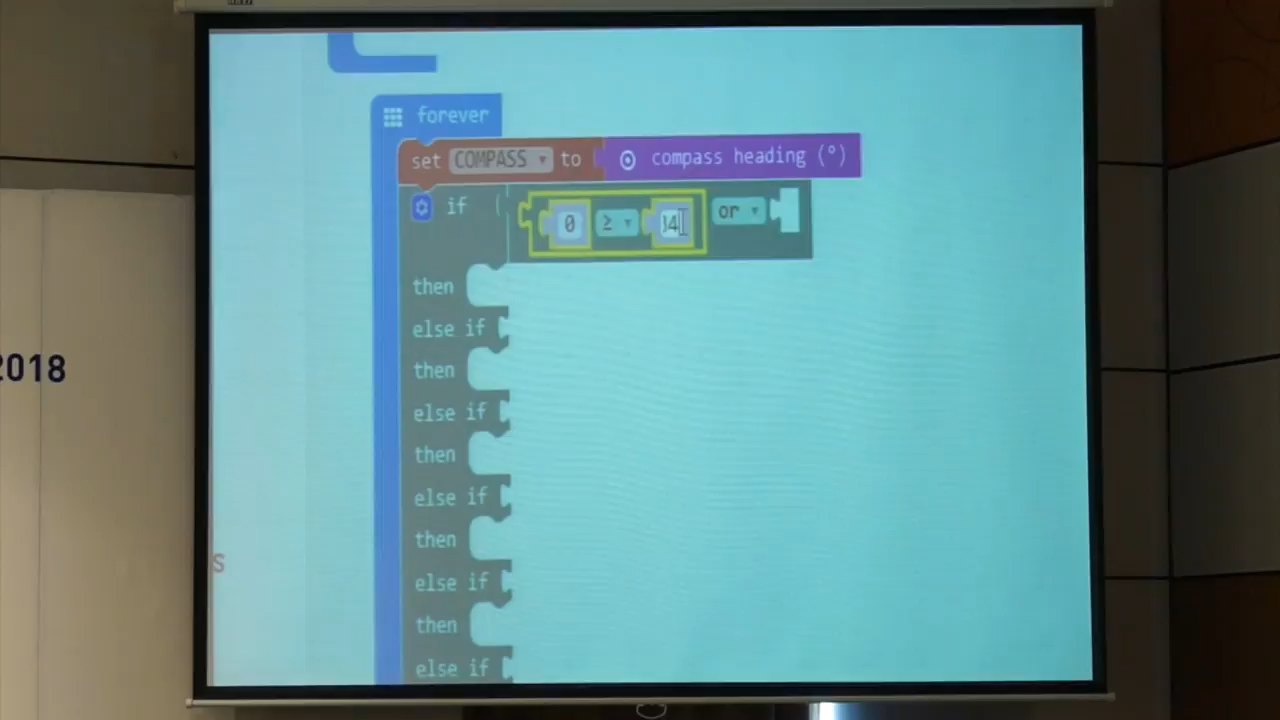 forever
set COMPASS to compass heading (°)
if ( 0 ≥ 34 or
then
else if
then
else if
then
else if
then
else if
then
else if
2018
S